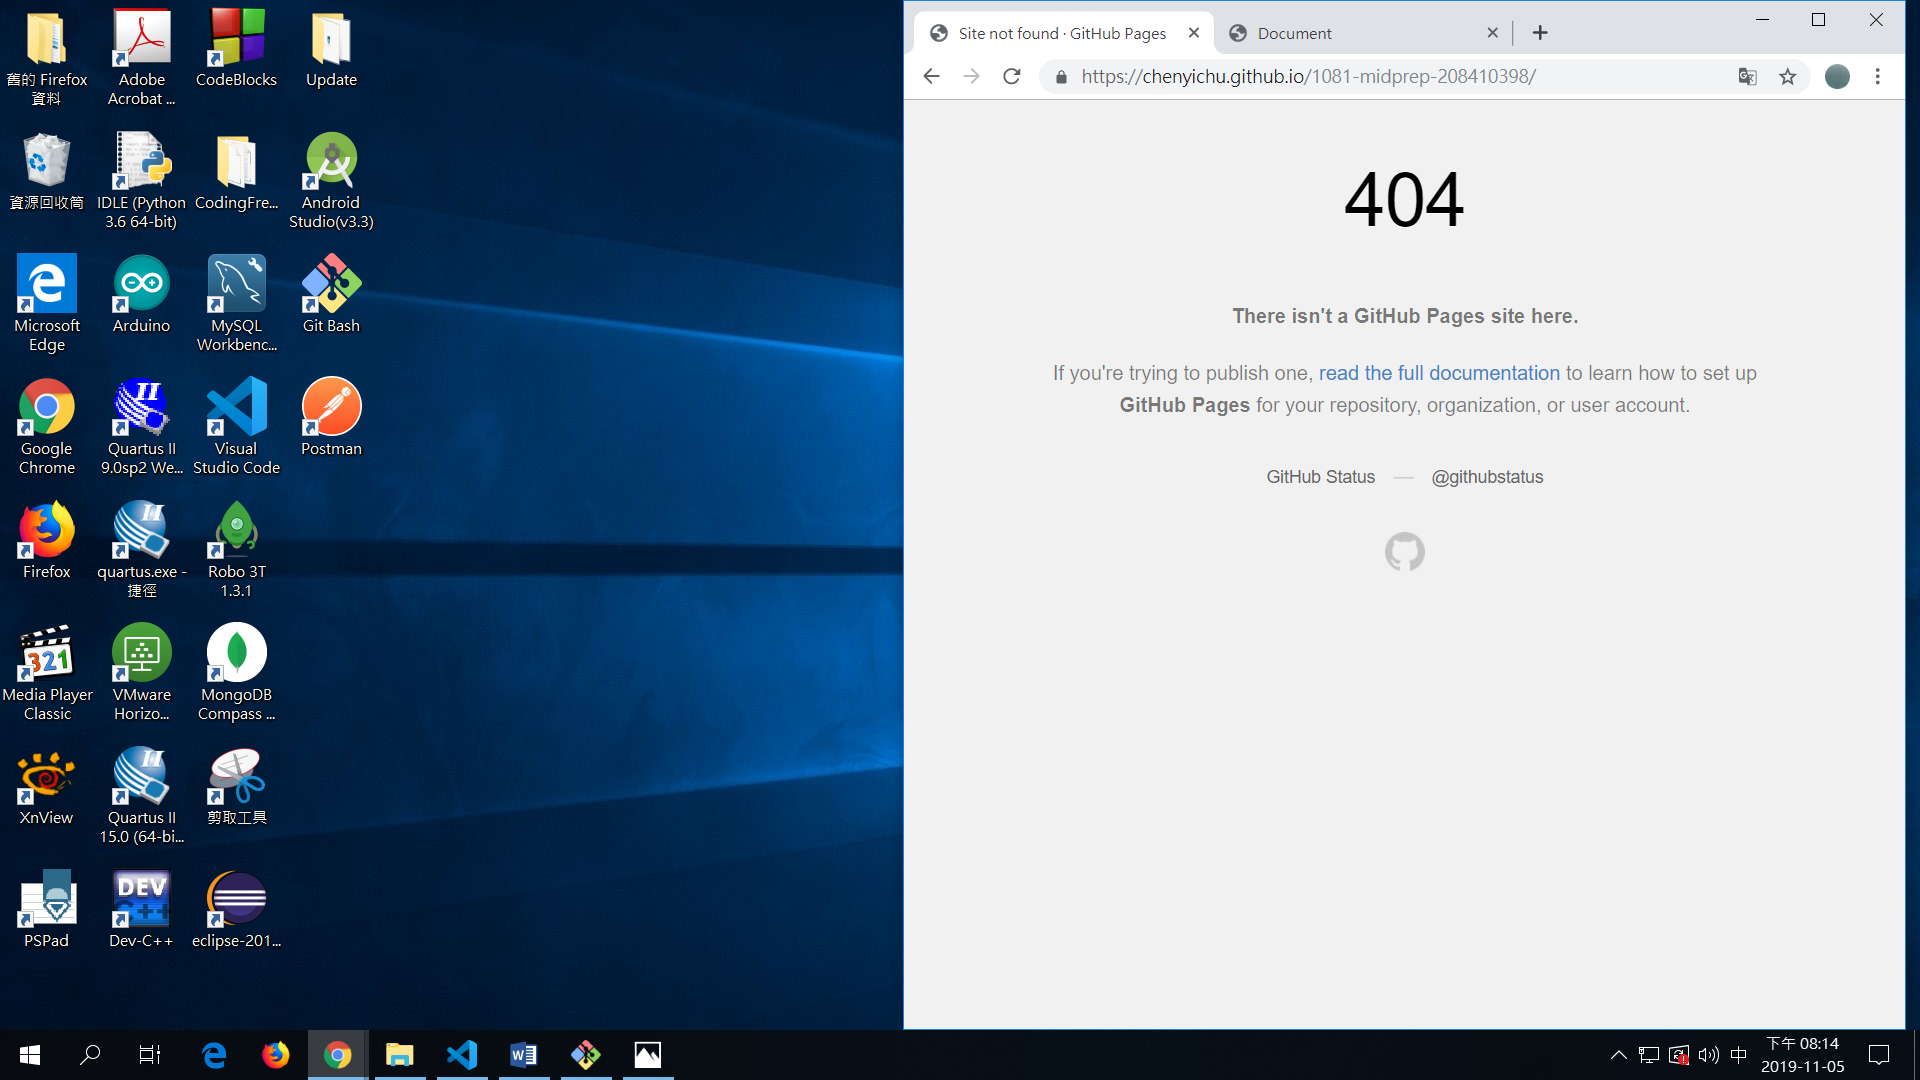 舊的 Firefox
資料
Adobe
Acrobat ...
CodeBlocks
Update
資源回收筒
IDLE (Python
3.6 64-bit)
CodingFre...
Android
Studio(v3.3)
Microsoft
Edge
Arduino
MySQL
Workbenc...
Git Bash
Google
Chrome
Quartus II
9.0sp2 We...
Visual
Studio Code
Postman
Firefox
quartus.exe -
捷徑
Robo 3T
1.3.1
321
Media Player
Classic
VMware
Horizo...
MongoDB
Compass ...
XnView
Quartus II
15.0 (64-bi...
剪取工具
PSPad
DEV
C++
Dev-C++
eclipse-201...
Site not found · GitHub Pages
Document
https://chenyichu.github.io/1081-midprep-208410398/
404
There isn't a GitHub Pages site here.
If you're trying to publish one, read the full documentation to learn how to set up
GitHub Pages for your repository, organization, or user account.
GitHub Status — @githubstatus
中
下午 08:14
2019-11-05